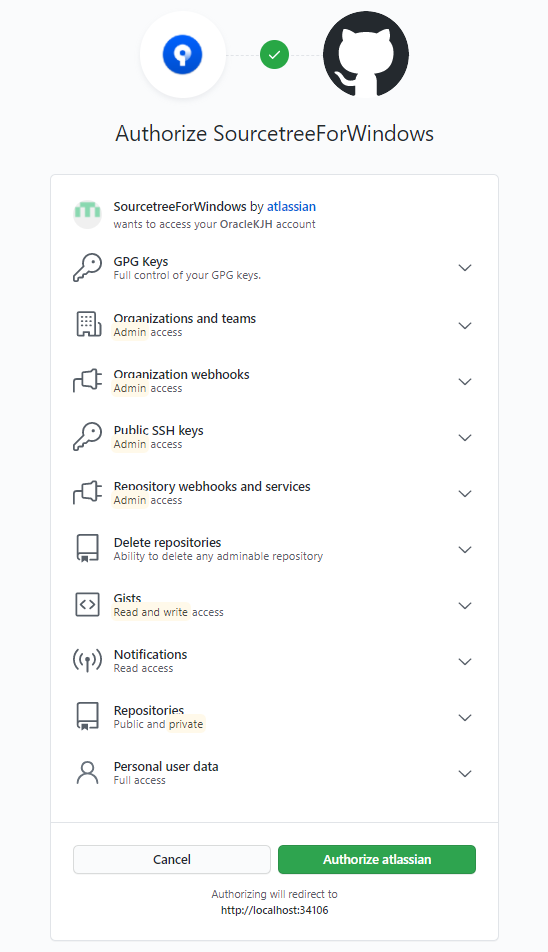 Authorize SourcetreeForWindows
SourcetreeForWindows by atlassian
wants to access your OracleKJH account
GPG Keys
Full control of your GPG keys.
Organizations and teams
Admin access
Organization webhooks
Admin access
Public SSH keys
Admin access
Repository webhooks and services
Admin access
Delete repositories
Ability to delete any adminable repository
Gists
Read and write access
Notifications
Read access
Repositories
Public and private
Personal user data
Full access
Cancel
Authorize atlassian
Authorizing will redirect to
http://localhost:34106